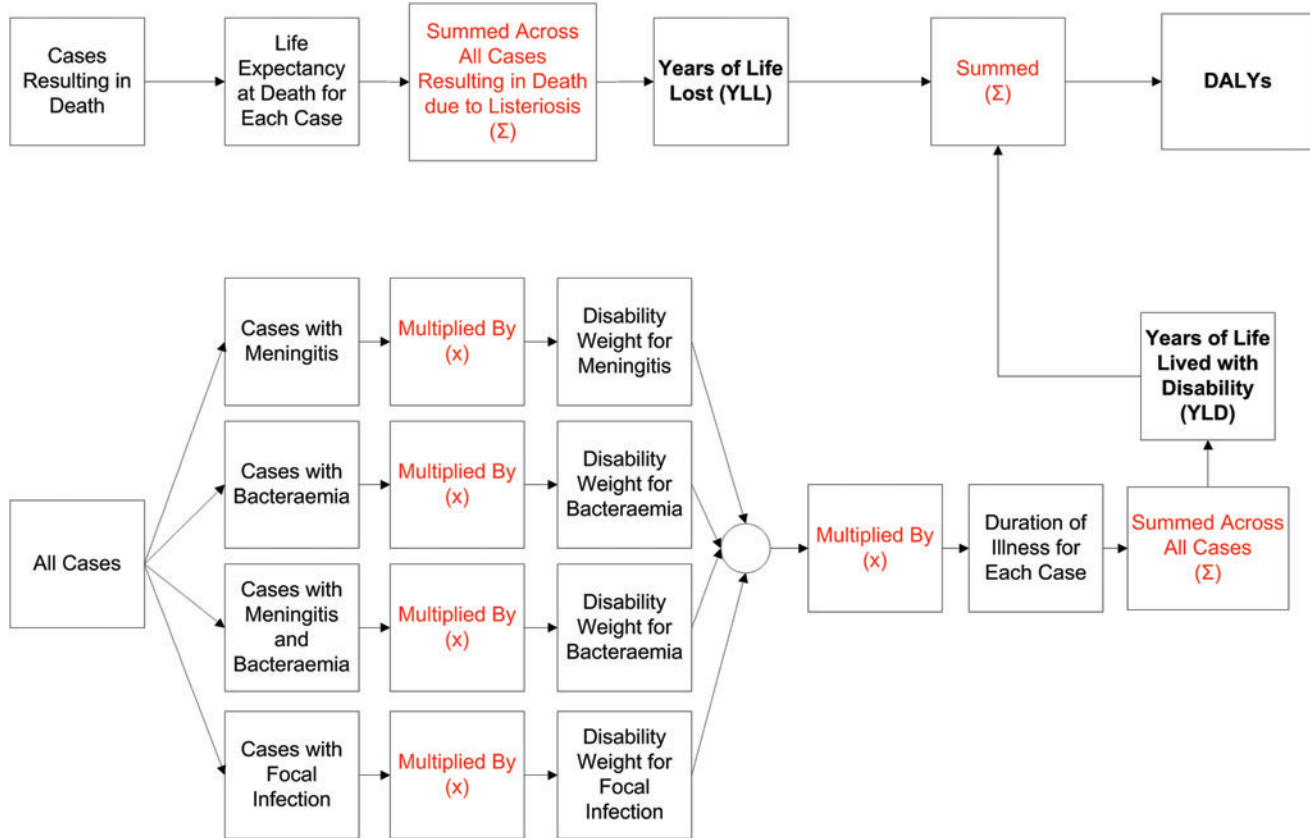 Cases
Resulting in
Death
Life
Expectancy
at Death for
Each Case
Summed Across
All Cases
Resulting in Death
due to Listeriosis
(Σ)
Years of Life
Lost (YLL)
Summed
(Σ)
DALYs
All Cases
Cases with
Meningitis
Multiplied By
(x)
Disability
Weight for
Meningitis
Cases with
Bacteraemia
Multiplied By
(x)
Disability
Weight for
Bacteraemia
Cases with
Meningitis
and
Bacteraemia
Multiplied By
(x)
Disability
Weight for
Bacteraemia
Cases with
Focal
Infection
Multiplied By
(x)
Disability
Weight for
Focal
Infection
Multiplied By
(x)
Duration of
Illness for
Each Case
Summed Across
All Cases
(Σ)
Years of Life
Lived with
Disability
(YLD)